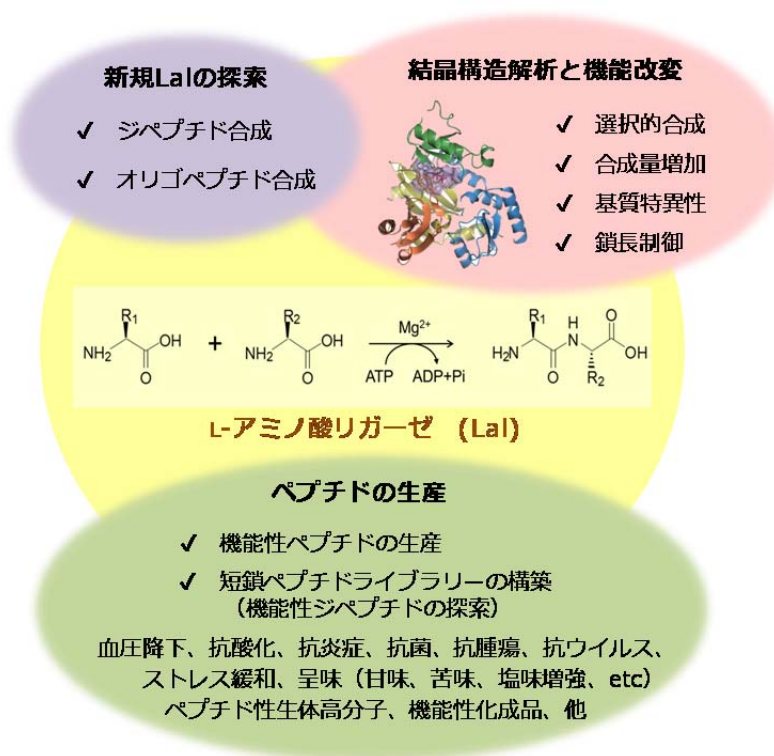 新規Lalの探索
✓ ジペプチド合成
✓ オリゴペプチド合成
結晶構造解析と機能改変
✓ 選択的合成
✓ 合成量増加
✓ 基質特異性
✓ 鎖長制御
R₁
NH₂
OH
O
+
R₂
NH₂
OH
O
Mg²⁺
ATP
ADP+Pi
R₁
H₂N
O
H
N
O
OH
R₂
L-アミノ酸リガーゼ (Lal)
ペプチドの生産
✓ 機能性ペプチドの生産
✓ 短鎖ペプチドライブラリーの構築
(機能性ジペプチドの探索)
血圧降下、抗酸化、抗炎症、抗菌、抗腫瘍、抗ウイルス、
ストレス緩和、呈味(甘味、苦味、塩味増強、etc)
ペプチド性生体高分子、機能性化成品、他